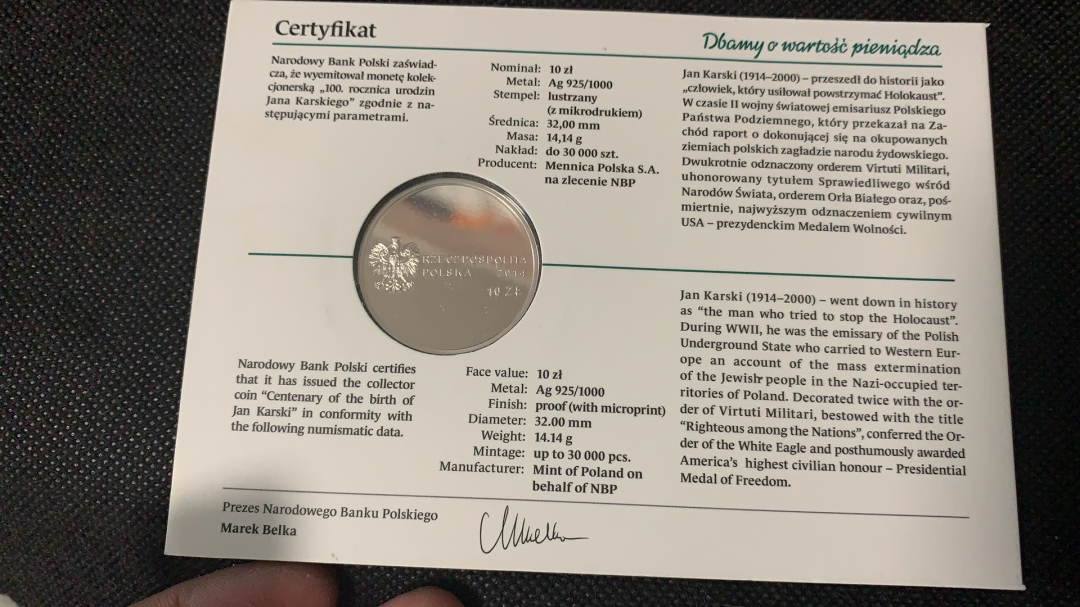 Certyfikat
Dbamy o wartość pieniądza
Narodowy Bank Polski zaświad-
cza, że wyemitował monetę kolek-
cjonerską „100. rocznica urodzin
Jana Karskiego” zgodnie z na-
stępującymi parametrami.
Nominał: 10 zł
Metal: Ag 925/1000
Stempel: lustrzany
(z mikrodrukiem)
Średnica: 32,00 mm
Masa: 14,14 g
Nakład: do 30 000 szt.
Producent: Mennica Polska S.A.
na zlecenie NBP
Jan Karski (1914–2000) – przeszedł do historii jako
„człowiek, który usiłował powstrzymać Holokaust”.
W czasie II wojny światowej emisariusz Polskiego
Państwa Podziemnego, który przekazał na Za-
chód raport o dokonującej się na okupowanych
ziemiach polskich zagładzie narodu żydowskiego.
Dwukrotnie odznaczony orderem Virtuti Militari,
uhonorowany tytułem Sprawiedliwego wśród
Narodów Świata, orderem Orła Białego oraz, poś-
miertnie, najwyższym odznaczeniem cywilnym
USA – prezydenckim Medalem Wolności.
RZECZPOSPOLITA
POLSKA 2014
10 ZŁ
Narodowy Bank Polski certifies
that it has issued the collector
coin “Centenary of the birth of
Jan Karski” in conformity with
the following numismatic data.
Face value: 10 zł
Metal: Ag 925/1000
Finish: proof (with microprint)
Diameter: 32.00 mm
Weight: 14.14 g
Mintage: up to 30 000 pcs.
Manufacturer: Mint of Poland on
behalf of NBP
Jan Karski (1914–2000) – went down in history
as “the man who tried to stop the Holocaust”.
During WWII, he was the emissary of the Polish
Underground State who carried to Western Eur-
ope an account of the mass extermination
of the Jewish people in the Nazi-occupied ter-
ritories of Poland. Decorated twice with the or-
der of Virtuti Militari, bestowed with the title
“Righteous among the Nations”, conferred the Or-
der of the White Eagle and posthumously awarded
America’s highest civilian honour – Presidential
Medal of Freedom.
Prezes Narodowego Banku Polskiego
Marek Belka